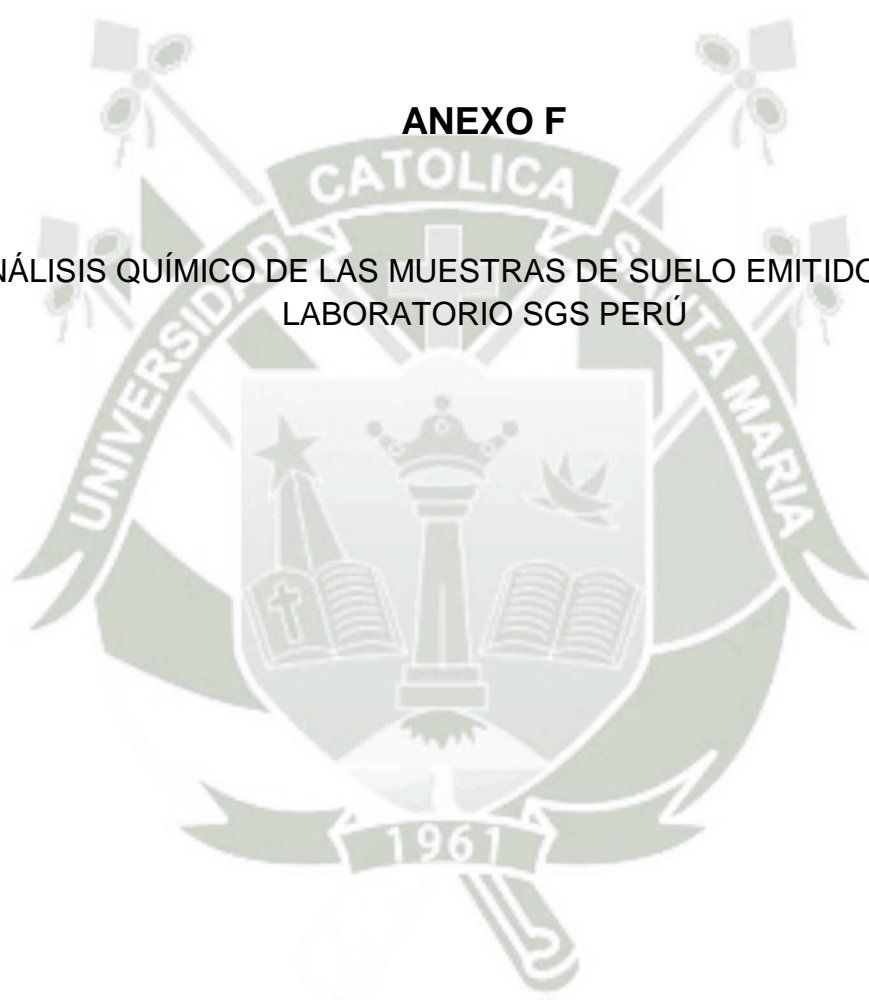 ANEXO F
CATOLICA
UNIVERSIDAD
SANTA MARIA
NÁLISIS QUÍMICO DE LAS MUESTRAS DE SUELO EMITIDO
LABORATORIO SGS PERÚ
1961